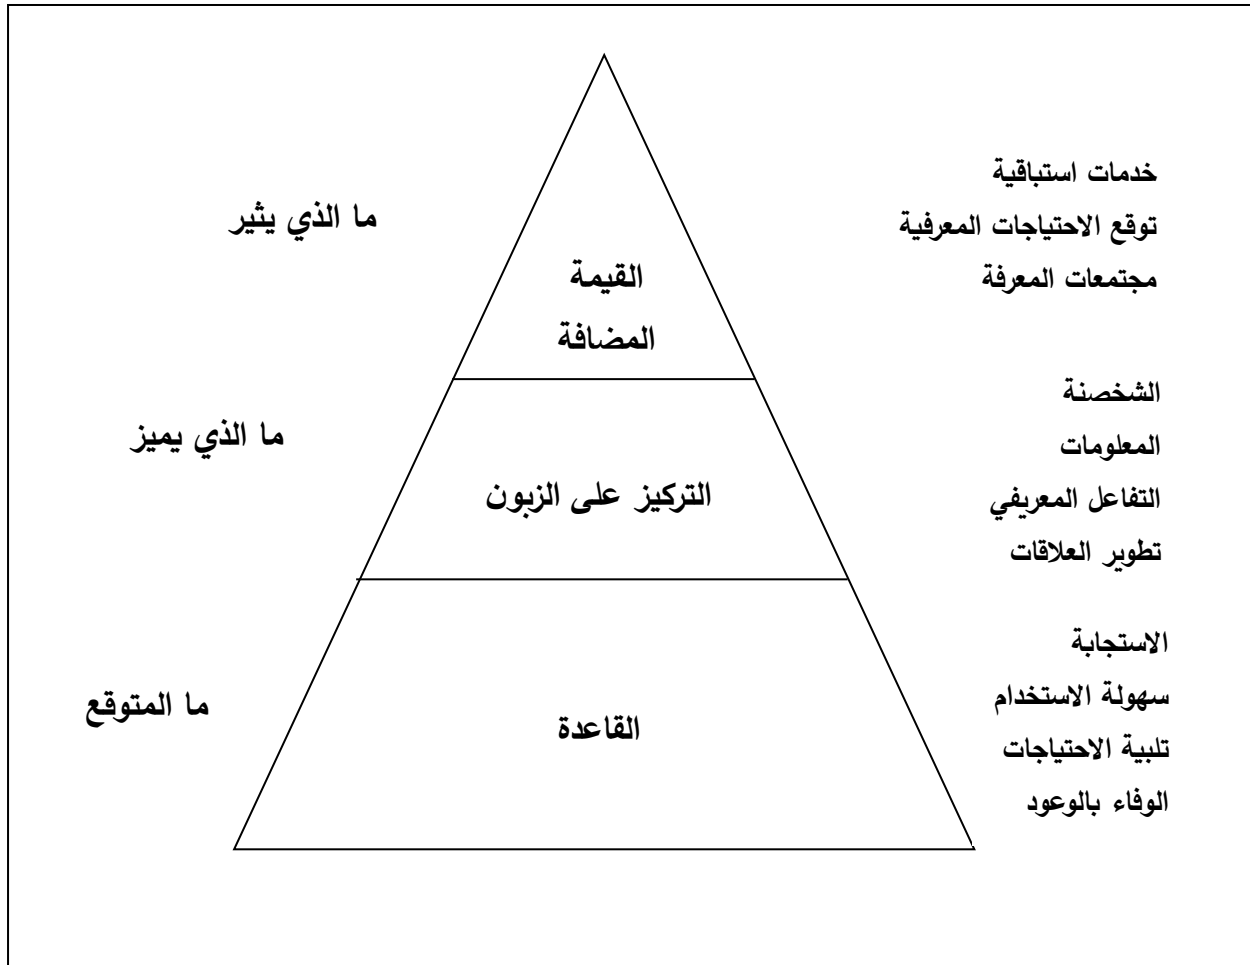 خدمات استباقية
ما الذي يثير
توقع الاحتياجات المعرفية
القيمة
مجتمعات المعرفة
المضافة
الشخصنة
ما الذي يميز
المعلومات
التركيز على الزبون
التفاعل المعريفي
تطوير العلاقات
الاستجابة
سهولة الاستخدام
ما المتوقع
القاعدة
تلبية الاحتياجات
الوفاء بالوعود